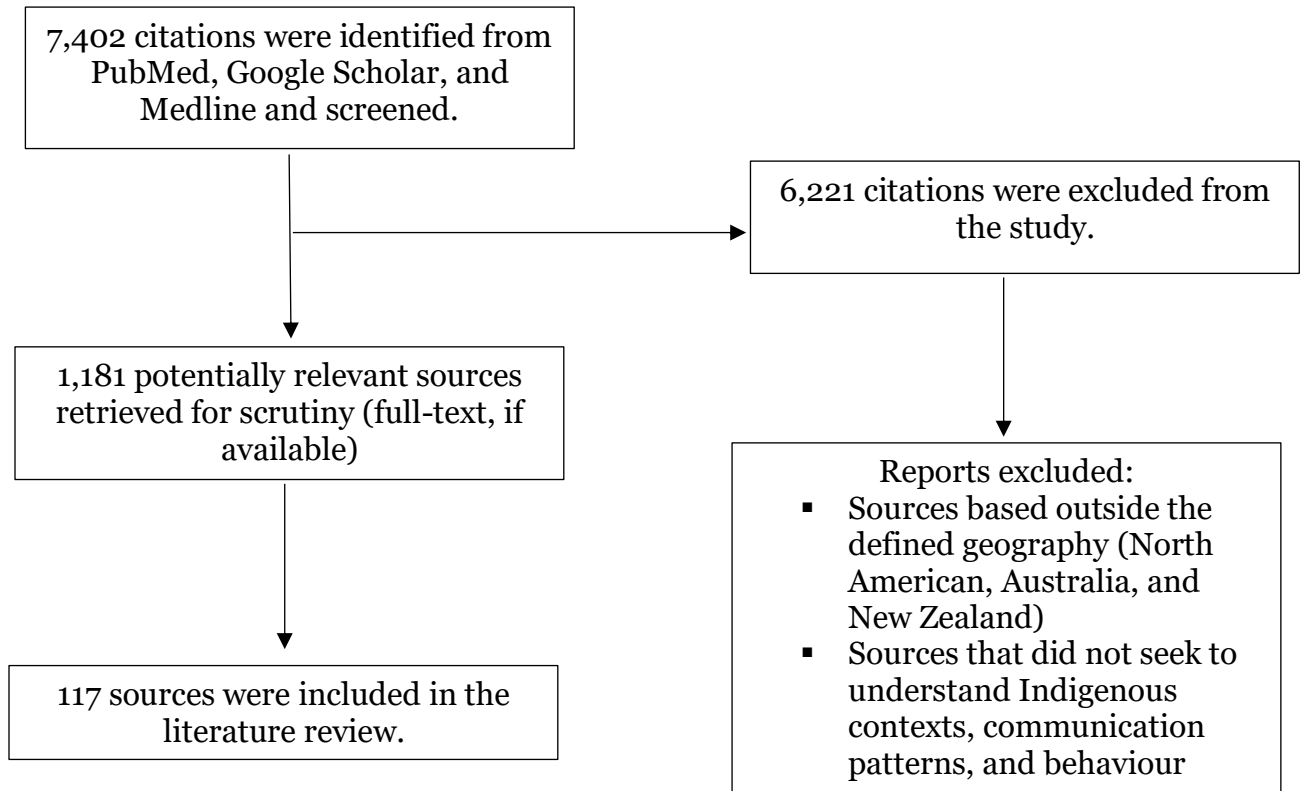 7,402 citations were identified from
PubMed, Google Scholar, and
Medline and screened.
6,221 citations were excluded from
the study.
1,181 potentially relevant sources
retrieved for scrutiny (full-text, if
available)
Reports excluded:
▪ Sources based outside the
defined geography (North
American, Australia, and
New Zealand)
▪ Sources that did not seek to
understand Indigenous
contexts, communication
patterns, and behaviour
117 sources were included in the
literature review.